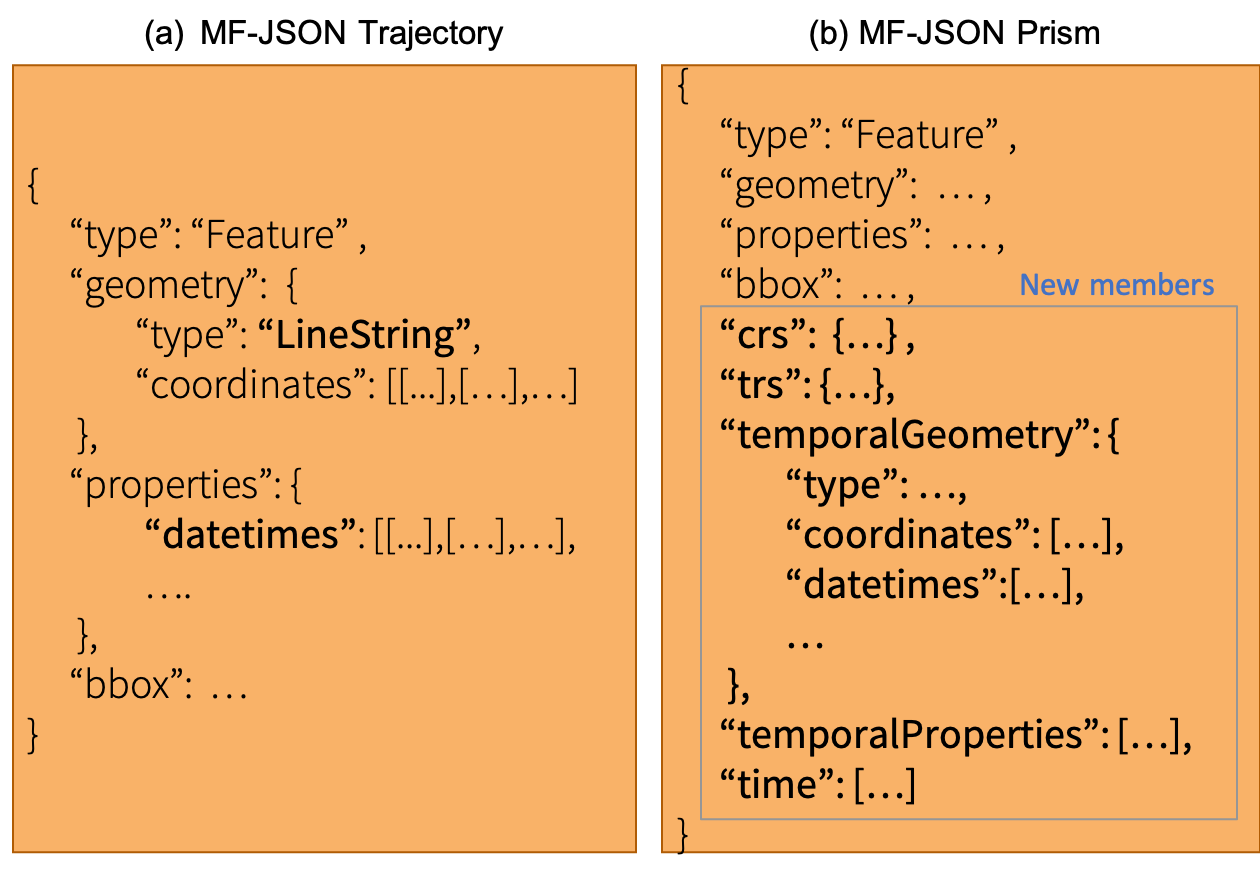 (a) MF-JSON Trajectory
{
“type”: “Feature” ,
“geometry”: {
“type”: “LineString”,
“coordinates”: [[...],[…],…]
},
“properties”: {
“datetimes”: [[...],[…],…],
….
},
“bbox”: …
}
(b) MF-JSON Prism
{
“type”: “Feature” ,
“geometry”: … ,
“properties”: … ,
“bbox”: … ,
New members
“crs”: {…} ,
“trs”: {…},
“temporalGeometry”: {
“type”: …,
“coordinates”: […],
“datetimes”:[…],
…
},
“temporalProperties”: […],
“time”: […]
}